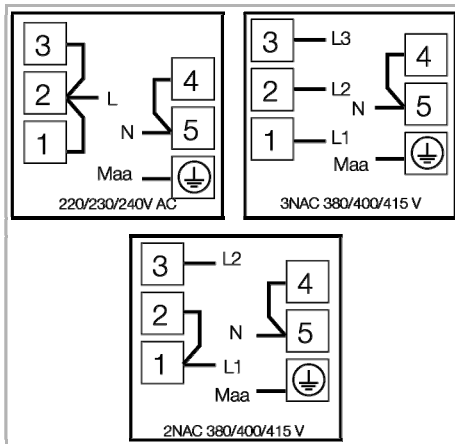 3
2 L
1
4
N 5
Maa
220/230/240V AC
3 L3
2 L2
1 L1
4
N 5
Maa
3NAC 380/400/415 V
3 L2
2
1 L1
4
N 5
Maa
2NAC 380/400/415 V